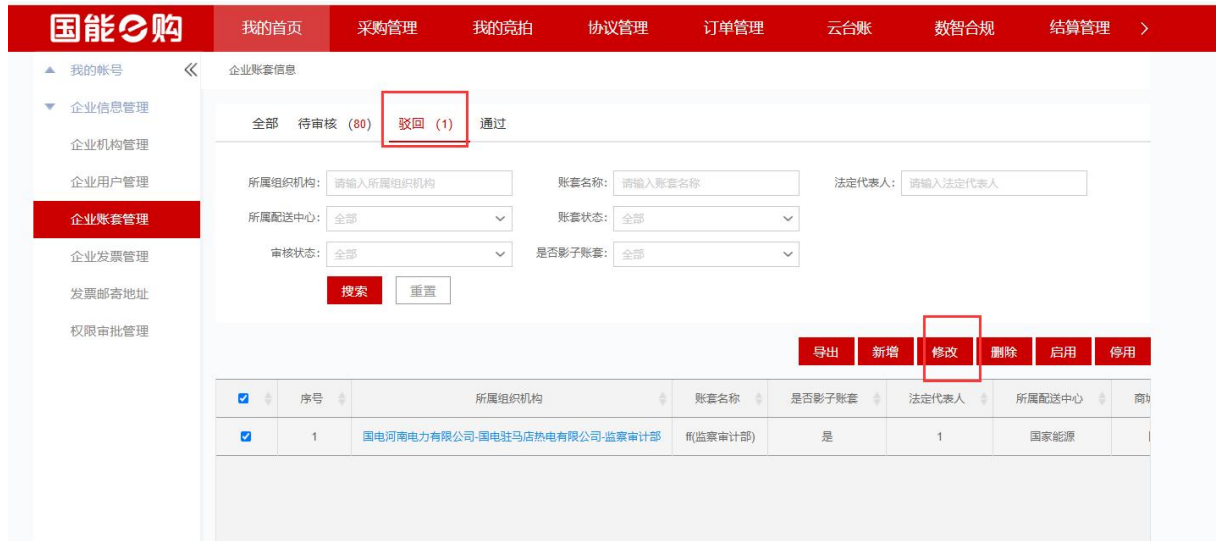 国能e购 我的首页 采购管理 我的竞拍 协议管理 订单管理 云台账 数智合规 结算管理
我的帐号
企业账套信息
企业信息管理
全部 待审核 (80) 驳回 (1) 通过
企业机构管理
企业用户管理
所属组织机构: 请输入所属组织机构 账套名称: 请输入账套名称 法定代表人: 请输入法定代表人
企业账套管理
所属配送中心: 全部 账套状态: 全部
企业发票管理
审核状态: 全部 是否影子账套: 全部
发票邮寄地址
搜索 重置
权限审批管理
导出 新增 修改 删除 启用 停用
序号 所属组织机构 账套名称 是否影子账套 法定代表人 所属配送中心 商
1 国电河南电力有限公司-国电驻马店热电有限公司-监察审计部 ff(监察审计部) 是 1 国家能源